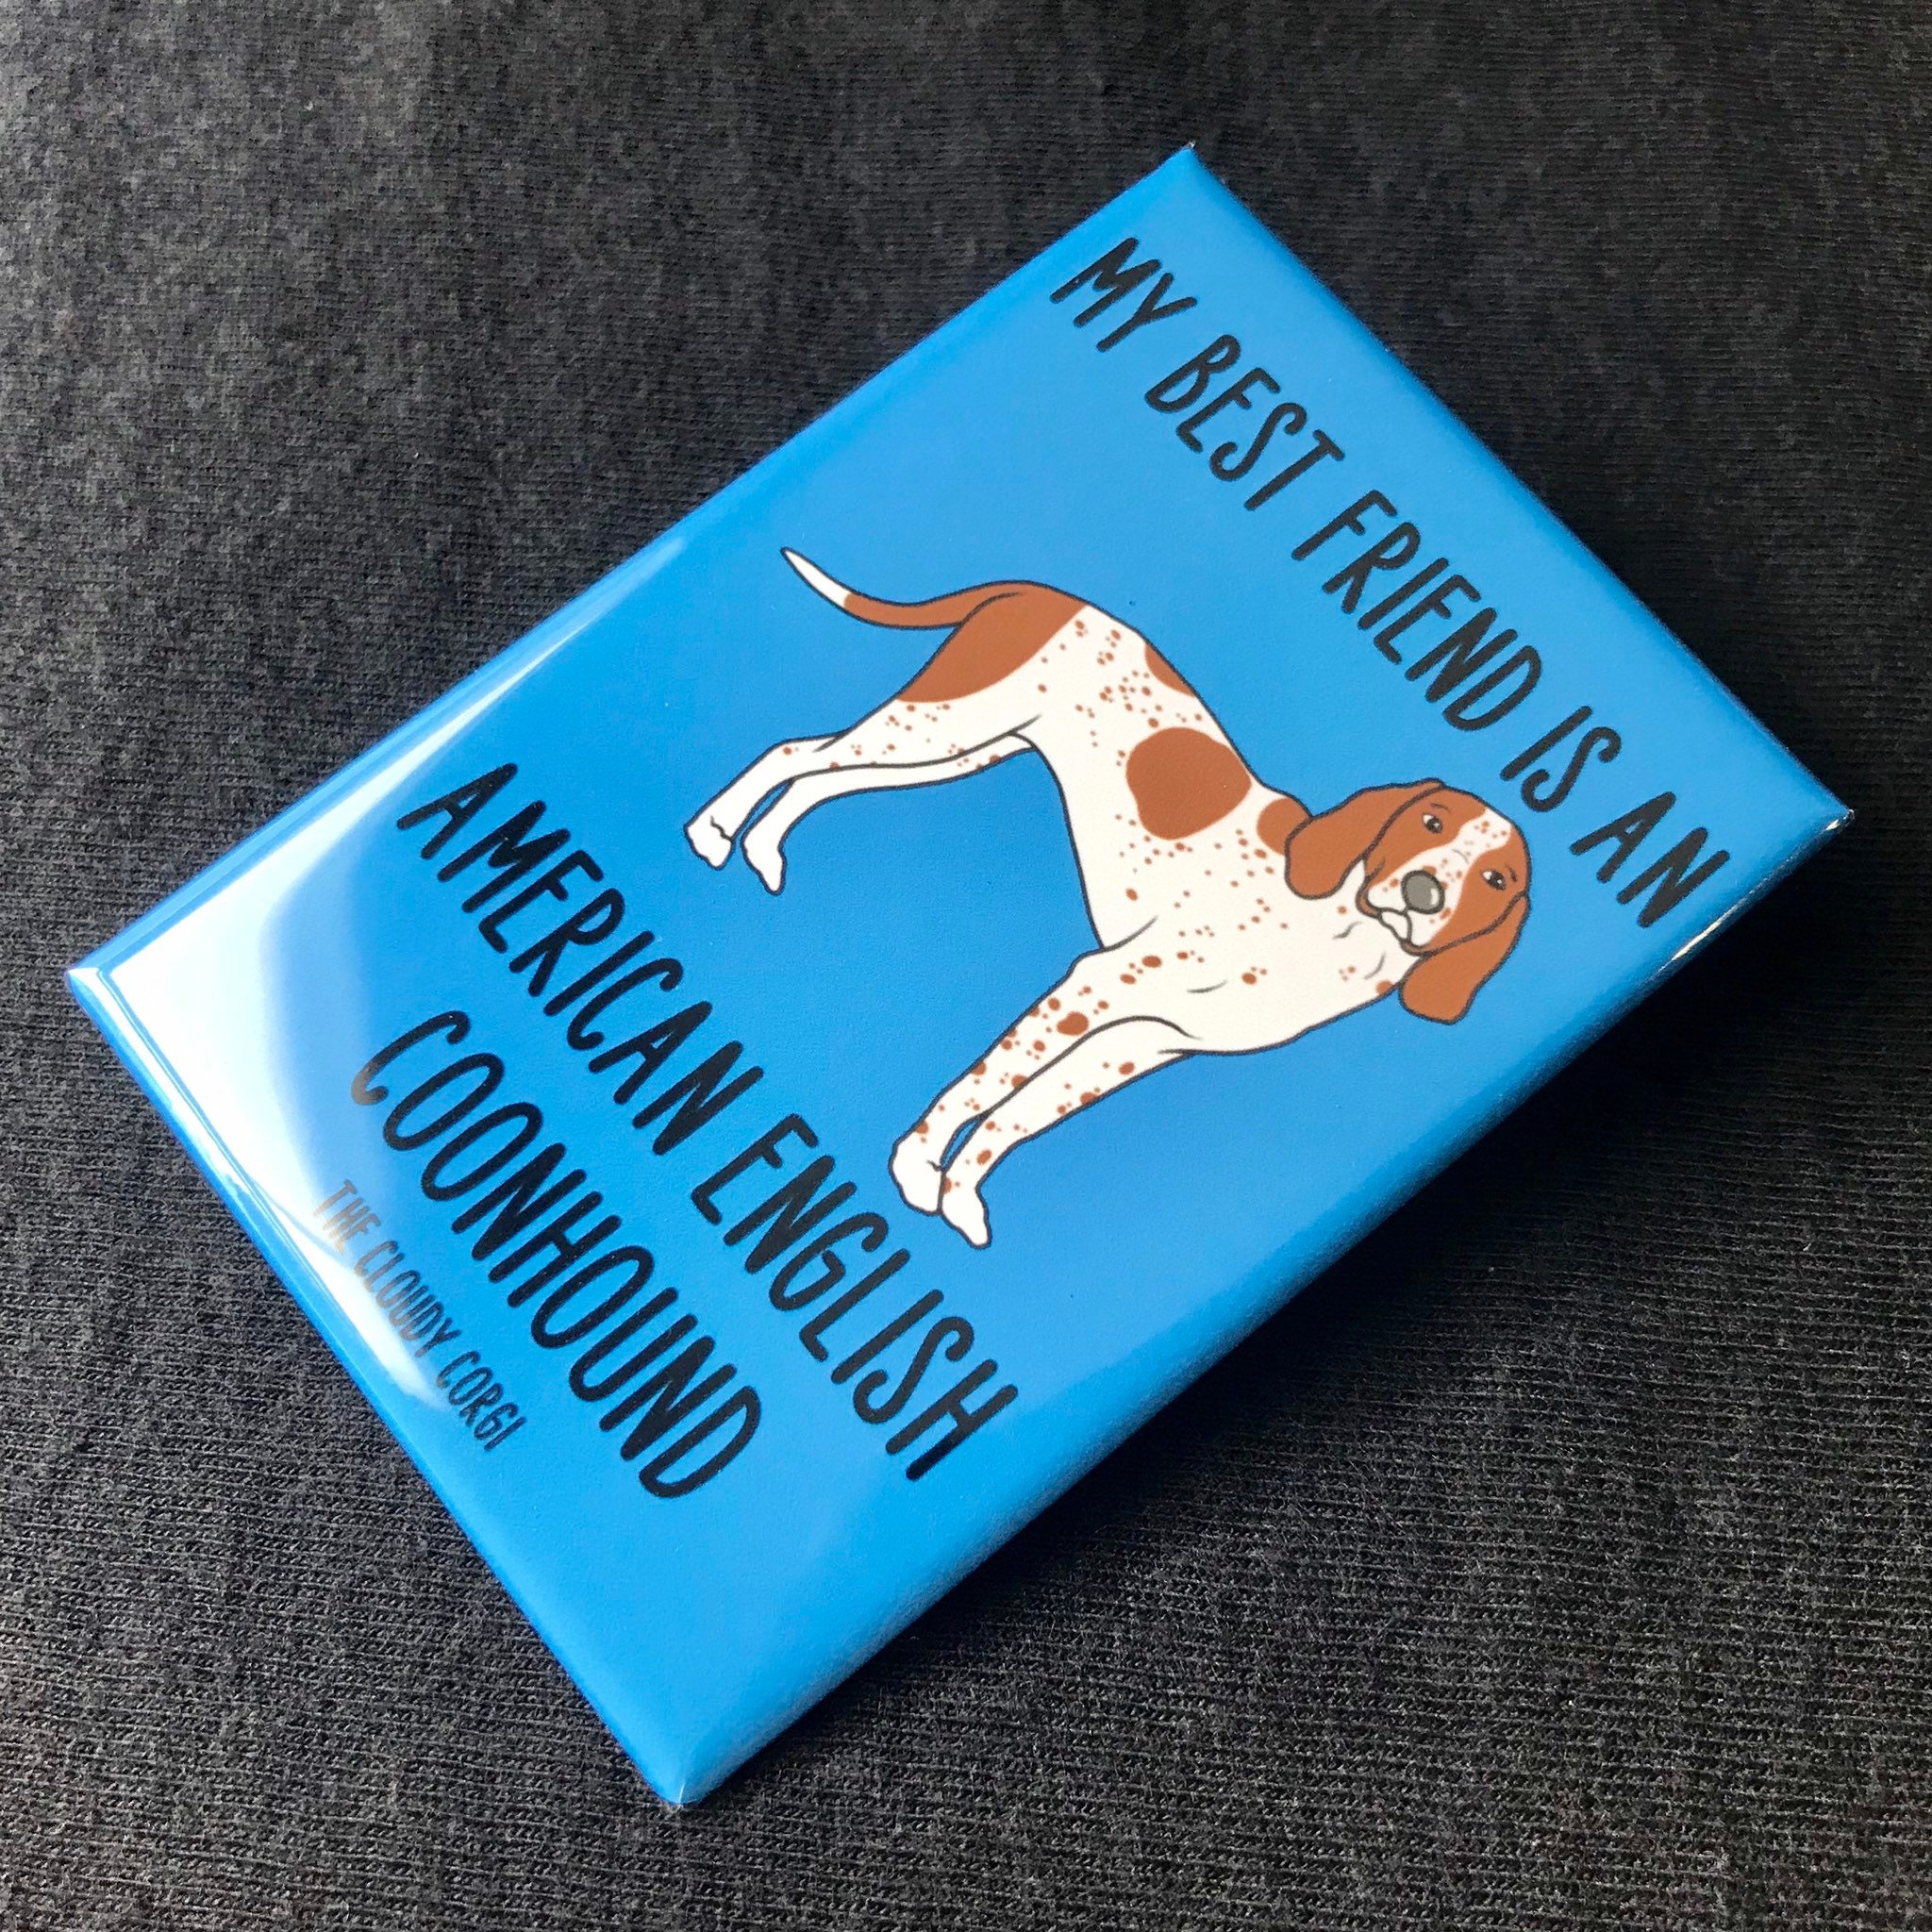 MY BEST FRIEND IS AN
AMERICAN ENGLISH
COONHOUND
THE CLOUDY CORGI